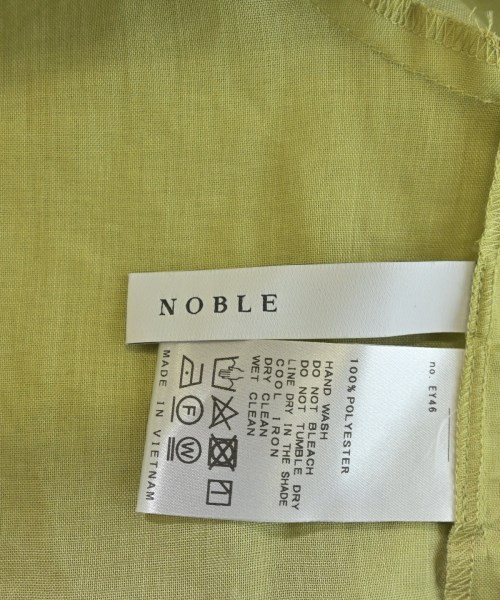 NOBLE
no. EY46
100% POLYESTER
HAND WASH
DO NOT BLEACH
DO NOT TUMBLE DRY
LINE DRY IN THE SHADE
COOL IRON
DRY CLEAN
WET CLEAN
F W
MADE IN VIETNAM